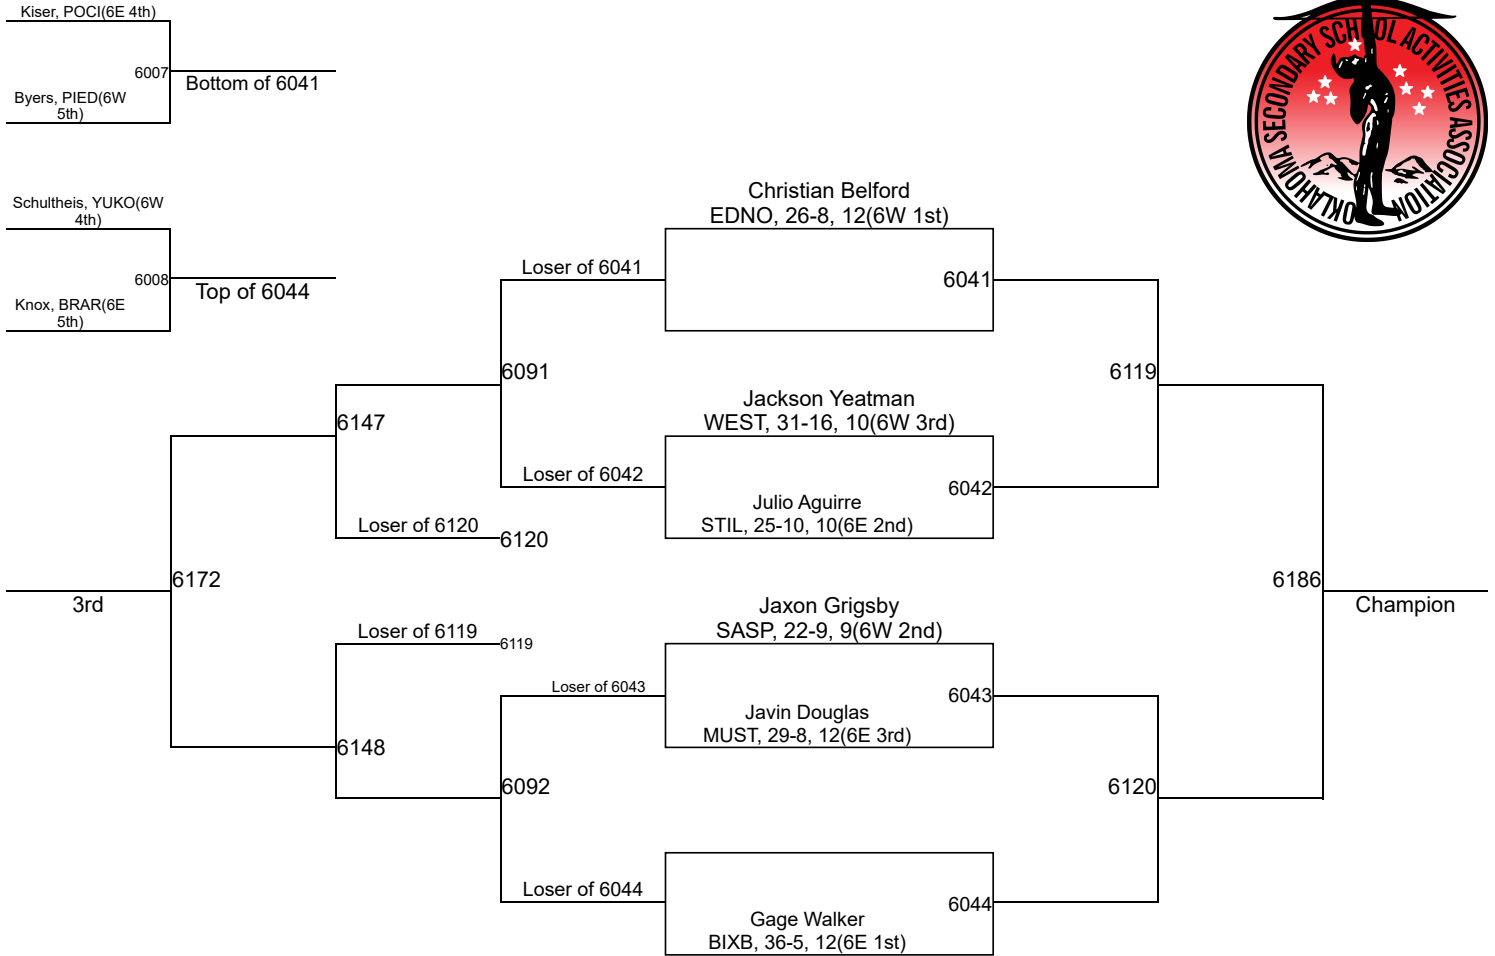 Kiser, POCI(6E 4th)
6007
Bottom of 6041
Byers, PIED(6W
5th)
OKLAHOMA SECONDARY SCHOOL ACTIVITIES ASSOCIATION
Schultheis, YUKO(6W
4th)
6008
Top of 6044
Knox, BRAR(6E
5th)
Christian Belford
EDNO, 26-8, 12(6W 1st)
Loser of 6041
6041
6091
6119
Jackson Yeatman
WEST, 31-16, 10(6W 3rd)
6147
Loser of 6042
6042
Julio Aguirre
STIL, 25-10, 10(6E 2nd)
Loser of 6120
6120
6172
3rd
6186
Champion
Jaxon Grigsby
SASP, 22-9, 9(6W 2nd)
Loser of 6119
6119
Loser of 6043
6043
Javin Douglas
MUST, 29-8, 12(6E 3rd)
6148
6092
6120
Loser of 6044
6044
Gage Walker
BIXB, 36-5, 12(6E 1st)